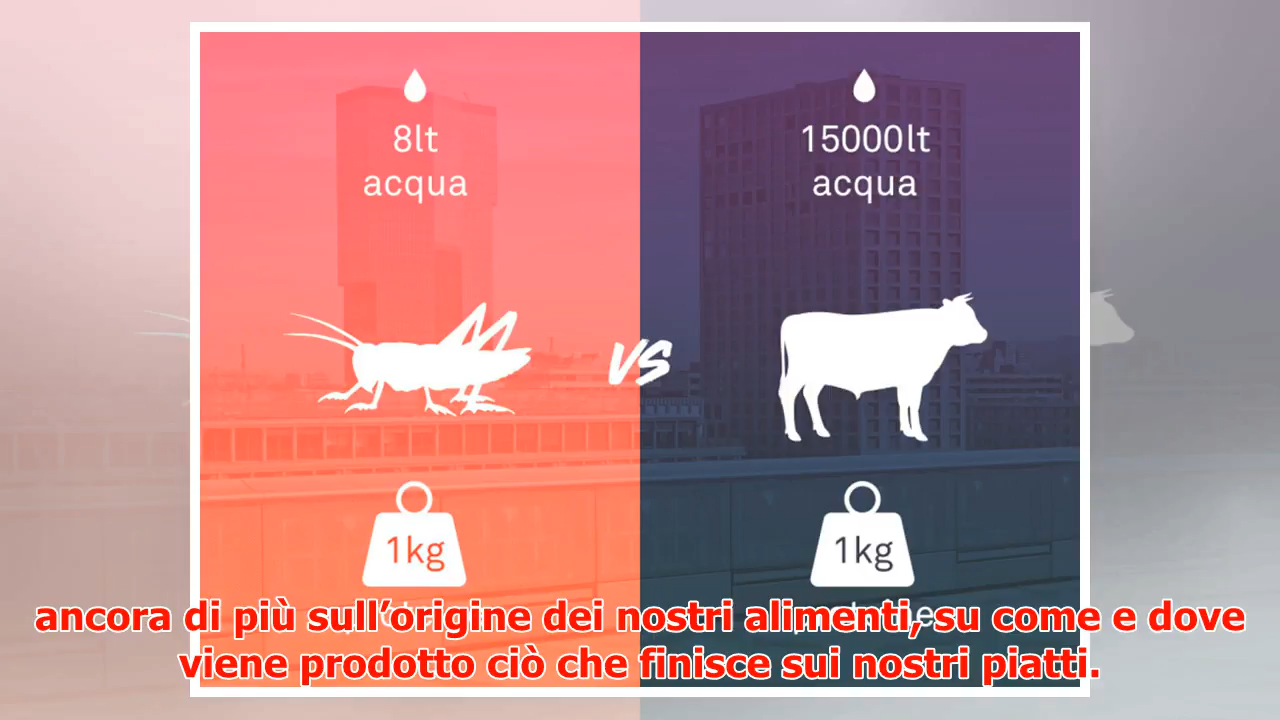 8lt
acqua
15000lt
acqua
vs
1kg
1kg
ancora di più sull’origine dei nostri alimenti, su come e dove
viene prodotto ciò che finisce sui nostri piatti.